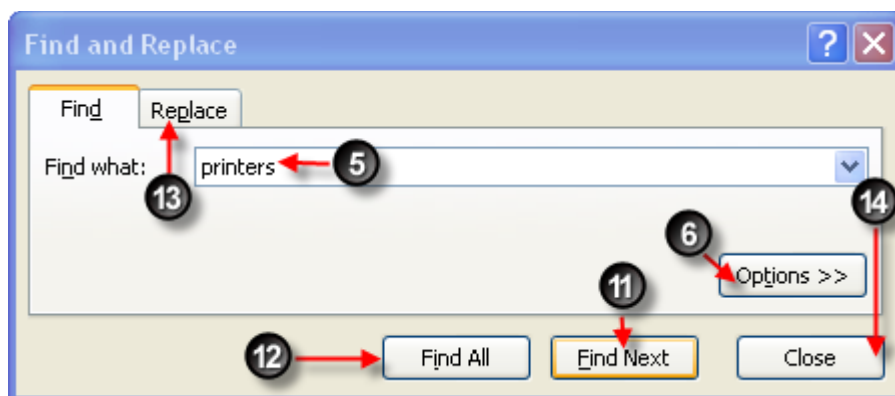 Find and Replace ?
Find Replace
Find what: printers 5
13 14
6
Options >>
11
12 Find All Find Next Close